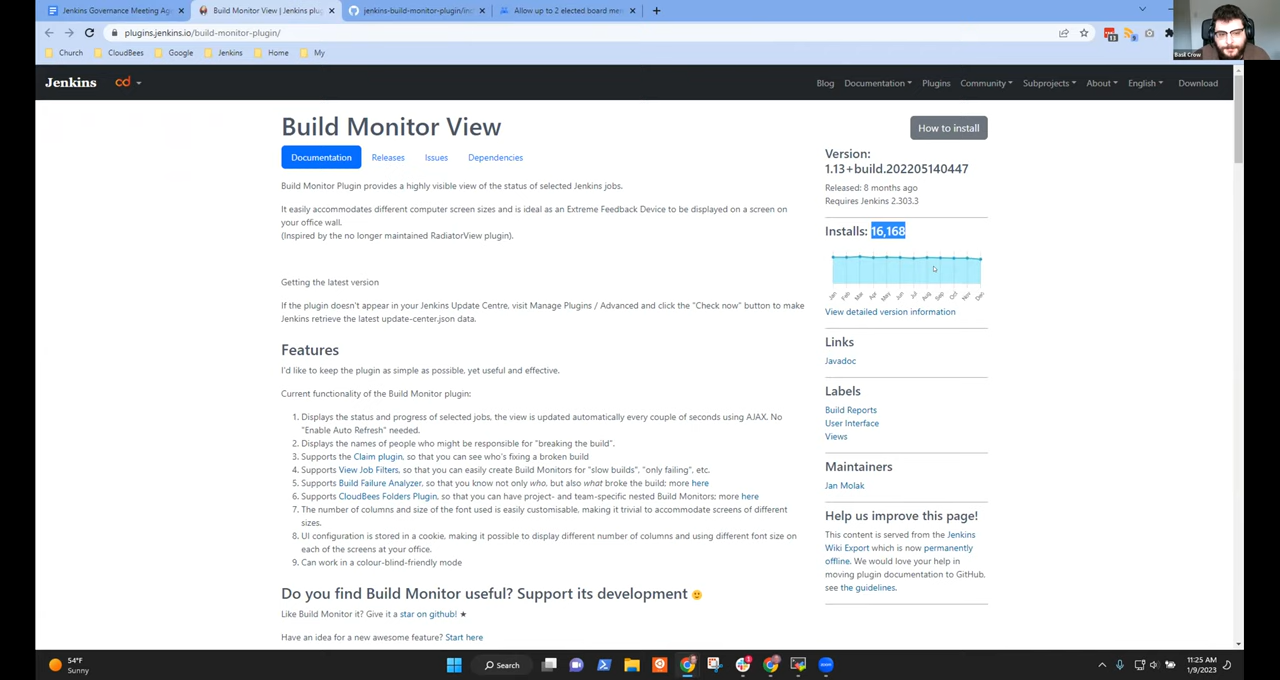 Jenkins Governance Meeting Ag
Build Monitor View | Jenkins plug
jenkins-build-monitor-plugin/inc
Allow up to 2 elected board mem
plugins.jenkins.io/build-monitor-plugin/
Church
CloudBees
Google
Jenkins
Home
My
Basil Crow
Jenkins
cd
Blog
Documentation
Plugins
Community
Subprojects
About
English
Download
Build Monitor View
How to install
Documentation
Releases
Issues
Dependencies
Build Monitor Plugin provides a highly visible view of the status of selected Jenkins jobs.
It easily accommodates different computer screen sizes and is ideal as an Extreme Feedback Device to be displayed on a screen on
your office wall.
(Inspired by the no longer maintained RadiatorView plugin).
Getting the latest version
If the plugin doesn't appear in your Jenkins Update Centre, visit Manage Plugins / Advanced and click the "Check now" button to make
Jenkins retrieve the latest update-center.json data.
Features
I'd like to keep the plugin as simple as possible, yet useful and effective.
Current functionality of the Build Monitor plugin:
1. Displays the status and progress of selected jobs, the view is updated automatically every couple of seconds using AJAX. No
"Enable Auto Refresh" needed.
2. Displays the names of people who might be responsible for "breaking the build".
3. Supports the Claim plugin, so that you can see who's fixing a broken build
4. Supports View Job Filters, so that you can easily create Build Monitors for "slow builds", "only failing", etc.
5. Supports Build Failure Analyzer, so that you know not only who, but also what broke the build; more here
6. Supports CloudBees Folders Plugin, so that you can have project- and team-specific nested Build Monitors; more here
7. The number of columns and size of the font used is easily customisable, making it trivial to accommodate screens of different
sizes.
8. UI configuration is stored in a cookie, making it possible to display different number of columns and using different font size on
each of the screens at your office.
9. Can work in a colour-blind-friendly mode
Do you find Build Monitor useful? Support its development
Like Build Monitor it? Give it a star on github! ★
Have an idea for a new awesome feature? Start here
Version:
1.13+build.202205140447
Released: 8 months ago
Requires Jenkins 2.303.3
Installs: 16,168
Jan Feb Mar Apr May Jun Jul Aug Sep Oct Nov Dec
View detailed version information
Links
Javadoc
Labels
Build Reports
User Interface
Views
Maintainers
Jan Molak
Help us improve this page!
This content is served from the Jenkins
Wiki Export which is now permanently
offline. We would love your help in
moving plugin documentation to GitHub,
see the guidelines.
54°F
Sunny
Search
11:25 AM
1/9/2023